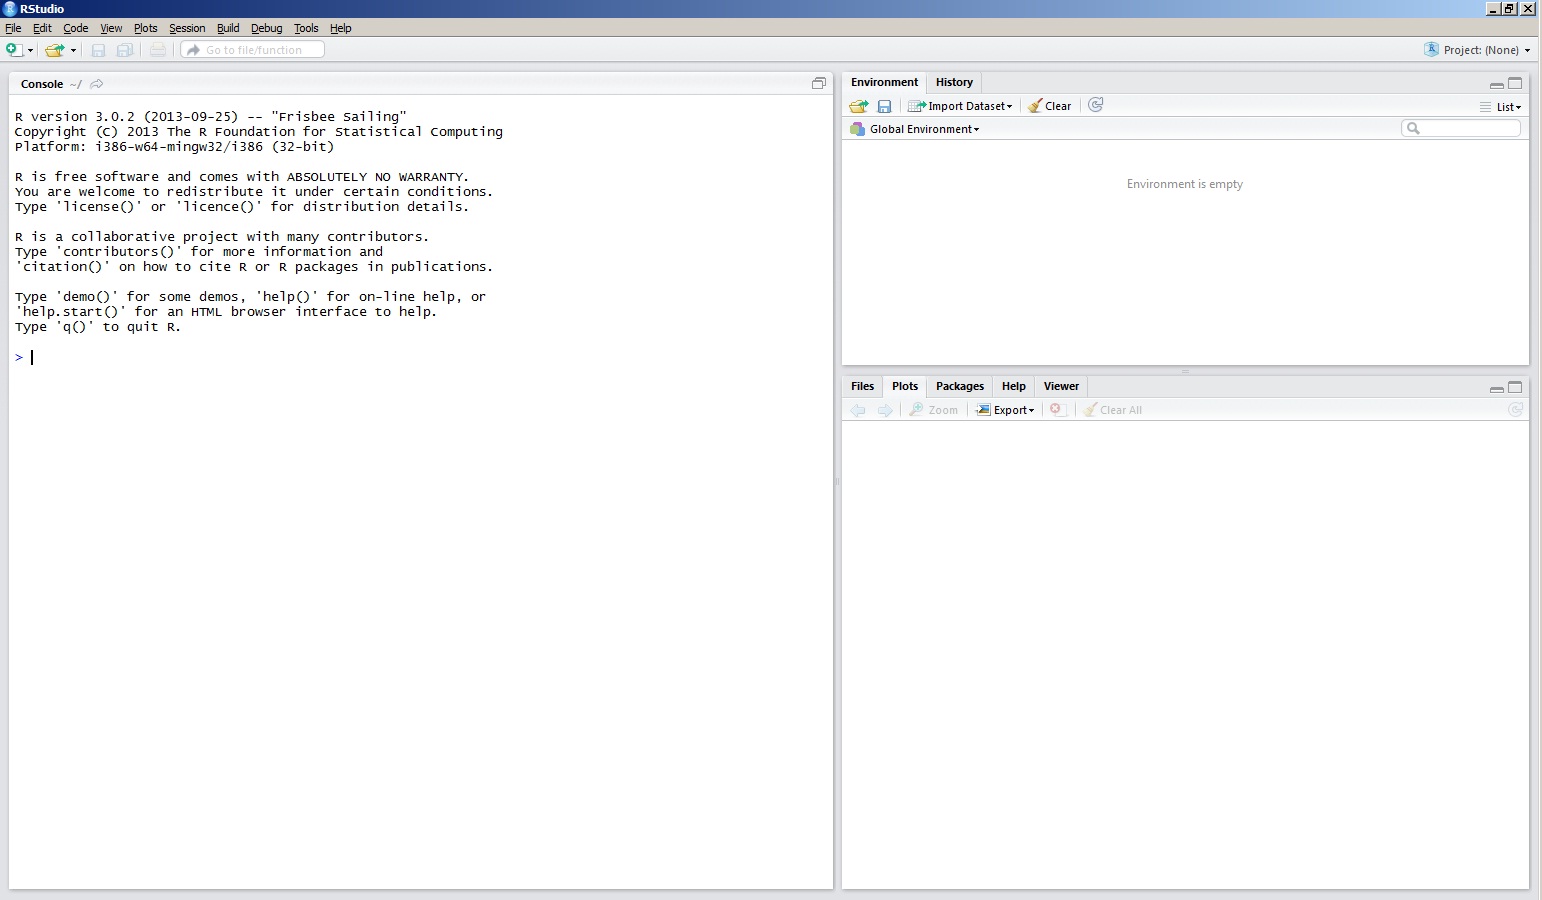 RStudio
File Edit Code View Plots Session Build Debug Tools Help
Go to file/function
Project: (None)
Console ~/
R version 3.0.2 (2013-09-25) -- "Frisbee Sailing"
Copyright (C) 2013 The R Foundation for Statistical Computing
Platform: i386-w64-mingw32/i386 (32-bit)
R is free software and comes with ABSOLUTELY NO WARRANTY.
You are welcome to redistribute it under certain conditions.
Type 'license()' or 'licence()' for distribution details.
R is a collaborative project with many contributors.
Type 'contributors()' for more information and
'citation()' on how to cite R or R packages in publications.
Type 'demo()' for some demos, 'help()' for on-line help, or
'help.start()' for an HTML browser interface to help.
Type 'q()' to quit R.
>
Environment History
Import Dataset Clear List
Global Environment
Environment is empty
Files Plots Packages Help Viewer
Zoom Export Clear All